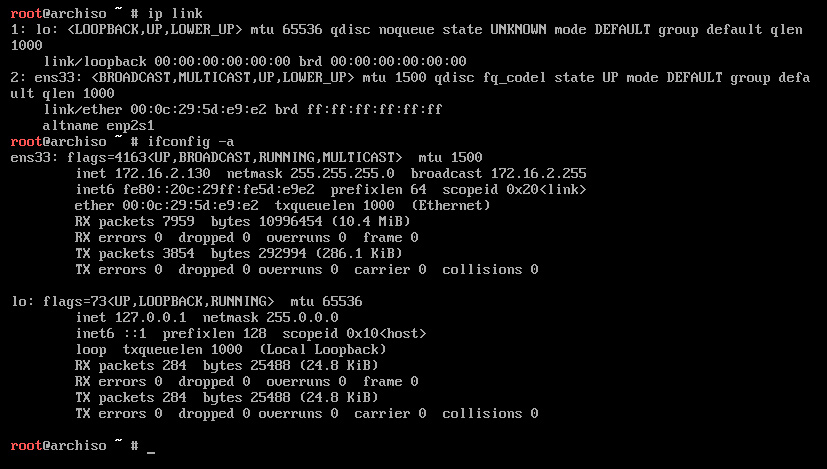 root@archiso ~ # ip link
1: lo: <LOOPBACK,UP,LOWER_UP> mtu 65536 qdisc noqueue state UNKNOWN mode DEFAULT group default qlen
1000
    link/loopback 00:00:00:00:00:00 brd 00:00:00:00:00:00
2: ens33: <BROADCAST,MULTICAST,UP,LOWER_UP> mtu 1500 qdisc fq_codel state UP mode DEFAULT group defa
ult qlen 1000
    link/ether 00:0c:29:5d:e9:e2 brd ff:ff:ff:ff:ff:ff
    altname enp2s1
root@archiso ~ # ifconfig -a
ens33: flags=4163<UP,BROADCAST,RUNNING,MULTICAST>  mtu 1500
        inet 172.16.2.130  netmask 255.255.255.0  broadcast 172.16.2.255
        inet6 fe80::20c:29ff:fe5d:e9e2  prefixlen 64  scopeid 0x20<link>
        ether 00:0c:29:5d:e9:e2  txqueuelen 1000  (Ethernet)
        RX packets 7959  bytes 10996454 (10.4 MiB)
        RX errors 0  dropped 0  overruns 0  frame 0
        TX packets 3854  bytes 292994 (286.1 KiB)
        TX errors 0  dropped 0 overruns 0  carrier 0  collisions 0

lo: flags=73<UP,LOOPBACK,RUNNING>  mtu 65536
        inet 127.0.0.1  netmask 255.0.0.0
        inet6 ::1  prefixlen 128  scopeid 0x10<host>
        loop  txqueuelen 1000  (Local Loopback)
        RX packets 284  bytes 25488 (24.8 KiB)
        RX errors 0  dropped 0  overruns 0  frame 0
        TX packets 284  bytes 25488 (24.8 KiB)
        TX errors 0  dropped 0 overruns 0  carrier 0  collisions 0

root@archiso ~ # _